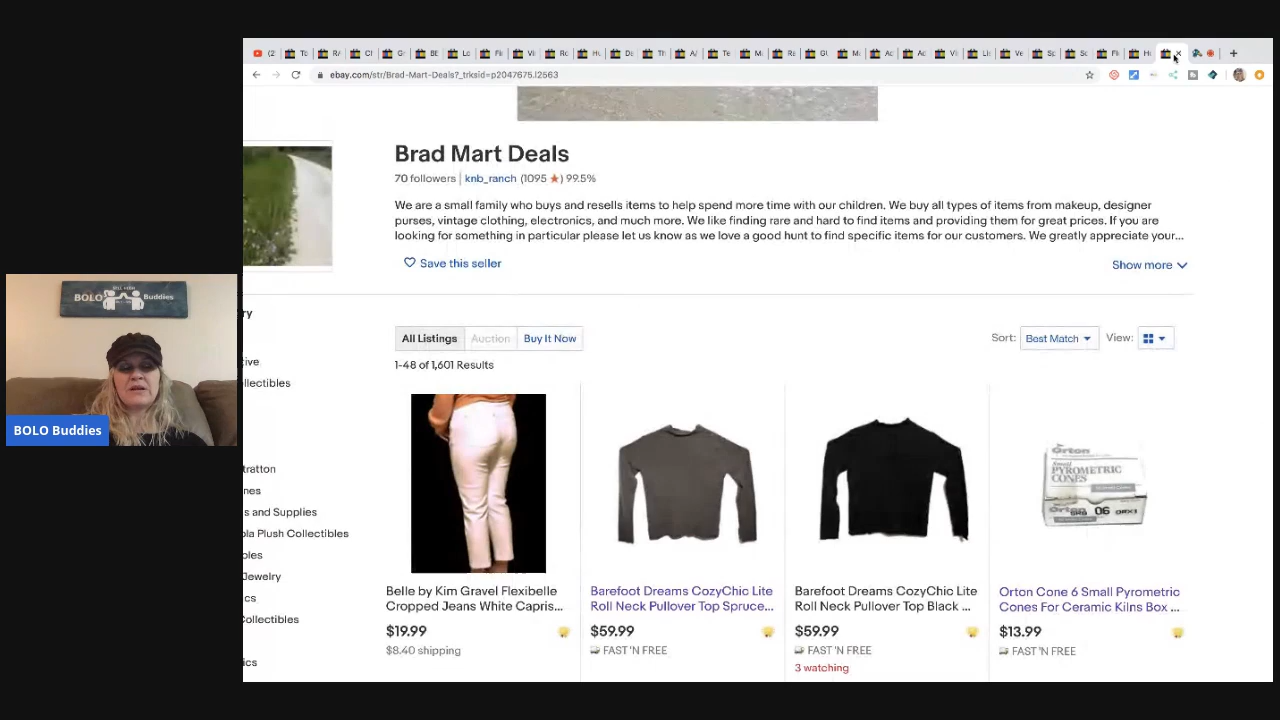 ebay.com/str/Brad-Mart-Deals?_trksid=p2047675.l2563
Brad Mart Deals
70 followers | knb_ranch (1095 ★) 99.5%
We are a small family who buys and resells items to help spend more time with our children. We buy all types of items from makeup, designer
purses, vintage clothing, electronics, and much more. We like finding rare and hard to find items and providing them for great prices. If you are
looking for something in particular please let us know as we love a good hunt to find specific items for our customers. We greatly appreciate your...
Save this seller
Show more
ry
All Listings Auction Buy It Now
Sort: Best Match View:
1-48 of 1,601 Results
ive
llectibles
tratton
nes
s and Supplies
ola Plush Collectibles
bles
Jewelry
cs
Collectibles
ics
BOLO Buddies
BOLO Buddies
Orton
Small
PYROMETRIC
CONES
Orton
06
Belle by Kim Gravel Flexibelle
Cropped Jeans White Capris...
$19.99
$8.40 shipping
Barefoot Dreams CozyChic Lite
Roll Neck Pullover Top Spruce...
$59.99
FAST 'N FREE
Barefoot Dreams CozyChic Lite
Roll Neck Pullover Top Black ...
$59.99
FAST 'N FREE
3 watching
Orton Cone 6 Small Pyrometric
Cones For Ceramic Kilns Box ...
$13.99
FAST 'N FREE